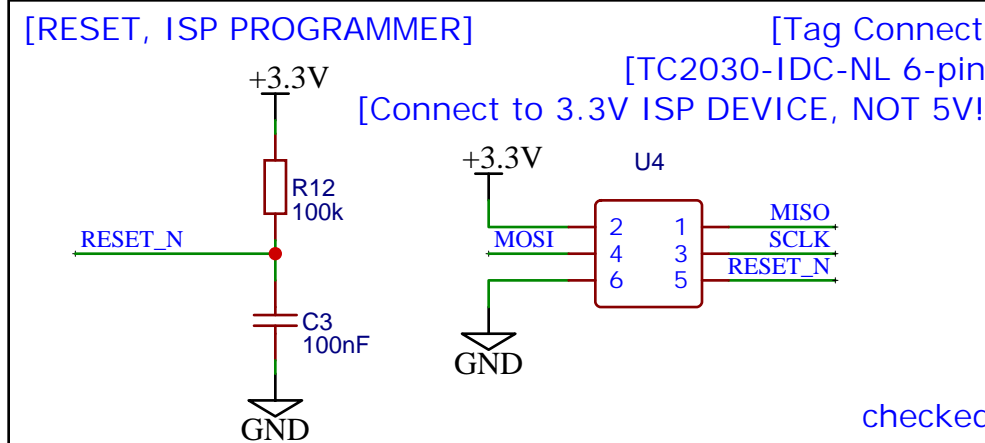 [RESET, ISP PROGRAMMER]
[Tag Connect
[TC2030-IDC-NL 6-pin
[Connect to 3.3V ISP DEVICE, NOT 5V!
+3.3V
R12
100k
RESET_N
C3
100nF
GND
+3.3V
U4
2 1
MISO
MOSI
4 3
SCLK
6 5
RESET_N
GND
checked